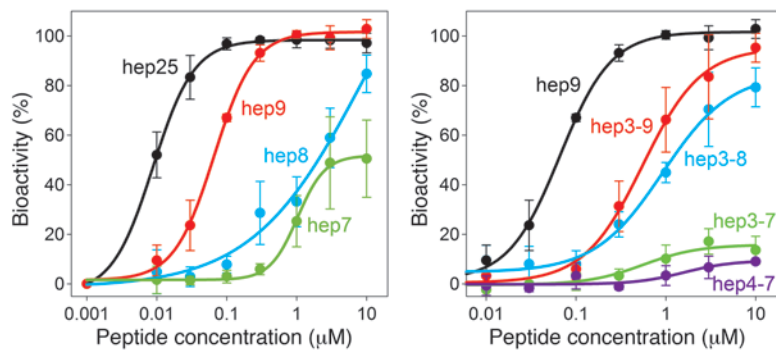 100
80
60
40
20
0
Bioactivity (%)
hep25
hep9
hep8
hep7
0.001 0.01 0.1 1 10
Peptide concentration (μM)
100
80
60
40
20
0
Bioactivity (%)
hep9
hep3-9
hep3-8
hep3-7
hep4-7
0.01 0.1 1 10
Peptide concentration (μM)